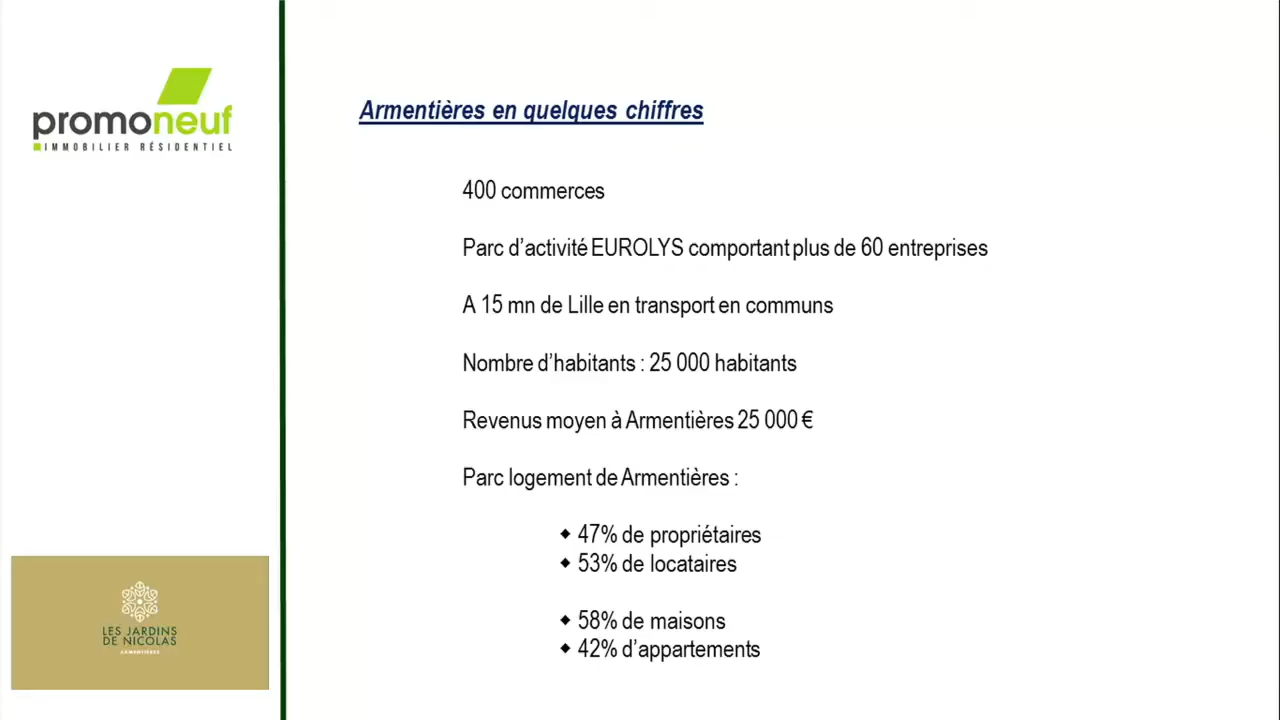 promoneuf
IMMOBILIER RÉSIDENTIEL
Armentières en quelques chiffres
400 commerces
Parc d’activité EUROLYS comportant plus de 60 entreprises
A 15 mn de Lille en transport en communs
Nombre d’habitants : 25 000 habitants
Revenus moyen à Armentières 25 000 €
Parc logement de Armentières :
47% de propriétaires
53% de locataires
58% de maisons
42% d’appartements
LES JARDINS
DE NICOLAS
ARMENTIÈRES